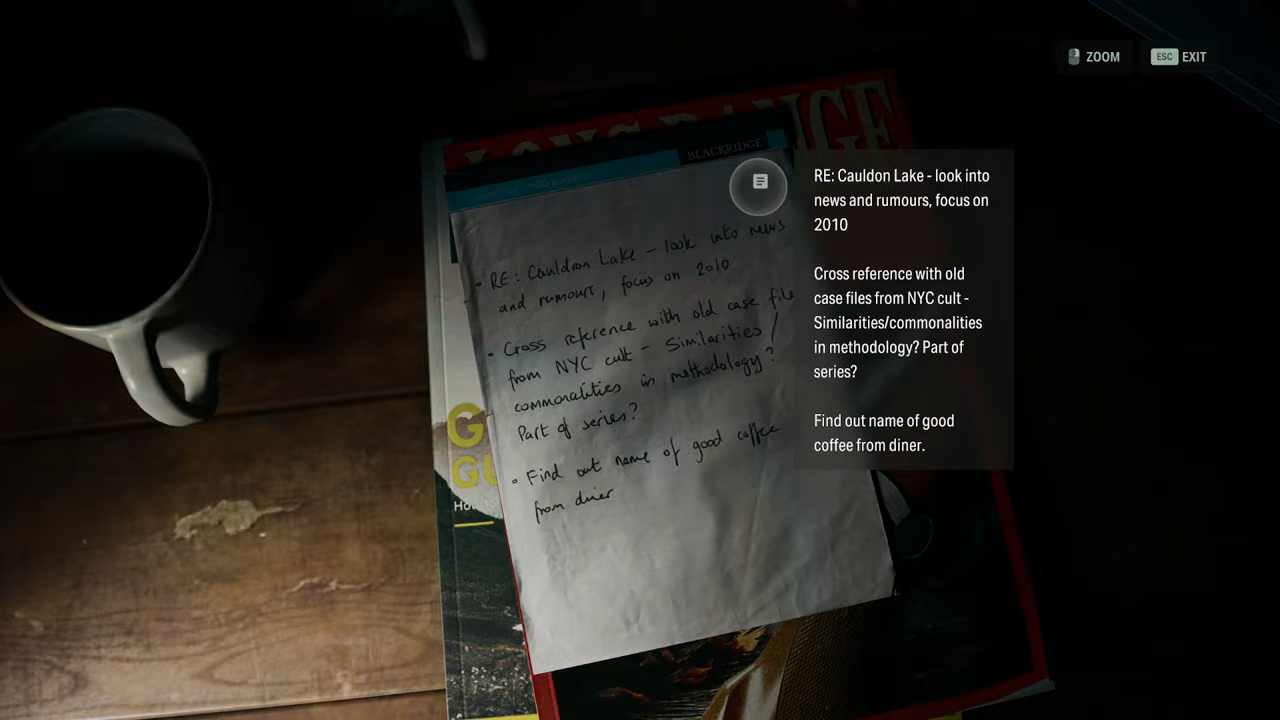 ZOOM
ESC EXIT
LONG RANGE
BLACKRIDGE
• RE: Cauldron Lake - look into news
and rumours, focus on 2010
• Cross reference with old case file
from NYC cult - Similarities /
commonalities in methodology?
Part of series?
• Find out name of good coffee
from diner
RE: Cauldon Lake - look into
news and rumours, focus on
2010
Cross reference with old
case files from NYC cult -
Similarities/commonalities
in methodology? Part of
series?
Find out name of good
coffee from diner.